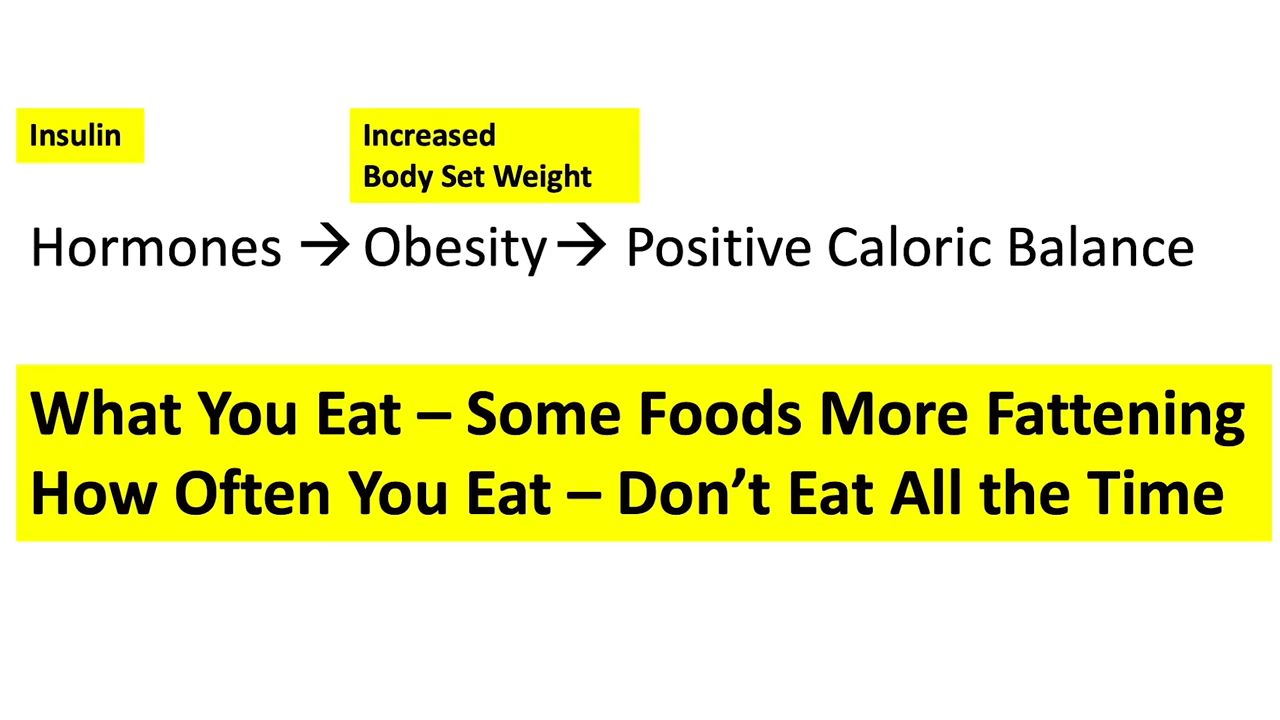 Insulin
Increased
Body Set Weight
Hormones → Obesity → Positive Caloric Balance
What You Eat – Some Foods More Fattening
How Often You Eat – Don’t Eat All the Time